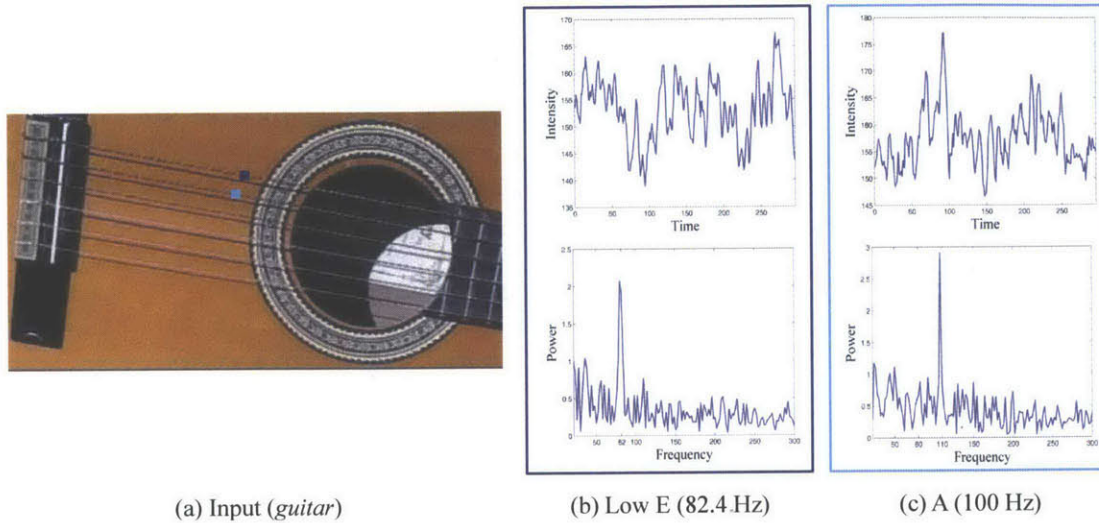 170
165
160
155
150
145
140
135
Intensity
0 50 100 150 200 250
Time
180
175
170
165
160
155
150
145
Intensity
0 50 100 150 200 250
Time
2.5
2
1.5
1
0.5
0
Power
50 82 100 150 200 250 300
Frequency
3
2.5
2
1.5
1
0.5
0
Power
50 80 110 150 200 250 300
Frequency
(a) Input (guitar)
(b) Low E (82.4 Hz)
(c) A (100 Hz)